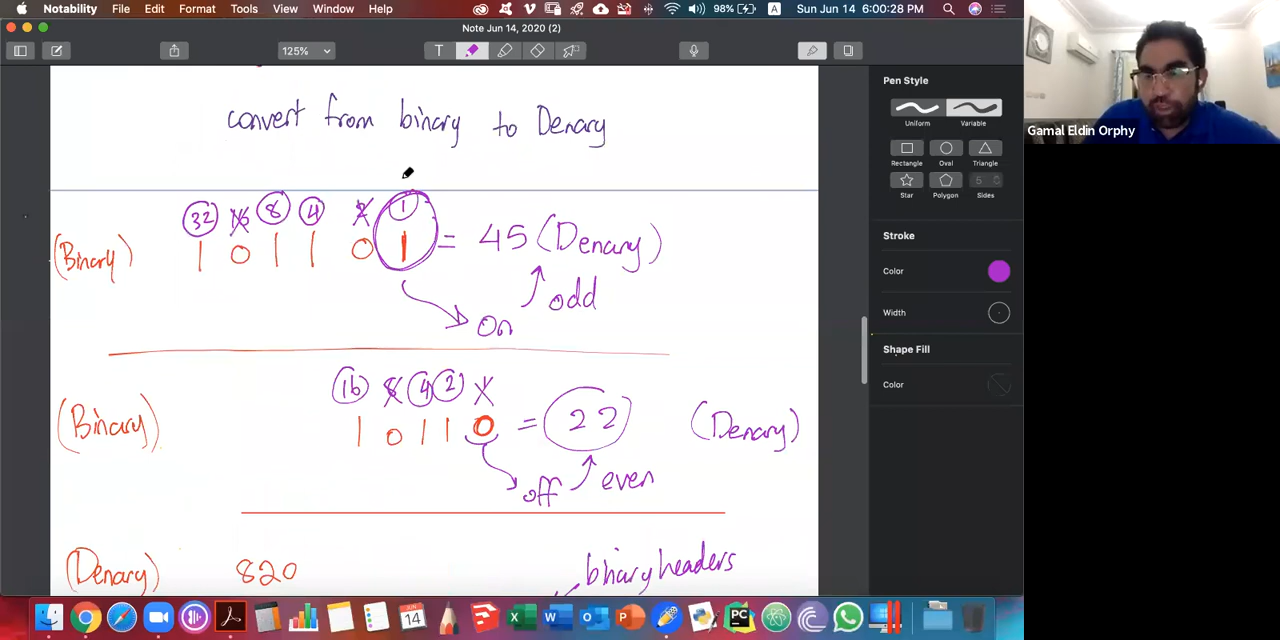 Notability File Edit Format Tools View Window Help 98% A Sun Jun 14 6:00:28 PM
Note Jun 14, 2020 (2)
125% T
convert from binary to Denary
32 16 8 4 2 1
(Binary) 1 0 1 1 0 1 = 45 (Denary)
odd
On
16 8 4 2 1
(Binary) 1 0 1 1 0 = 22 (Denary)
off even
(Denary) 820 binary headers
Pen Style
Uniform Variable
Rectangle Oval Triangle
Star Polygon 5 Sides
Stroke
Color
Width
Shape Fill
Color
Gamal Eldin Orphy
JUN
14
PC